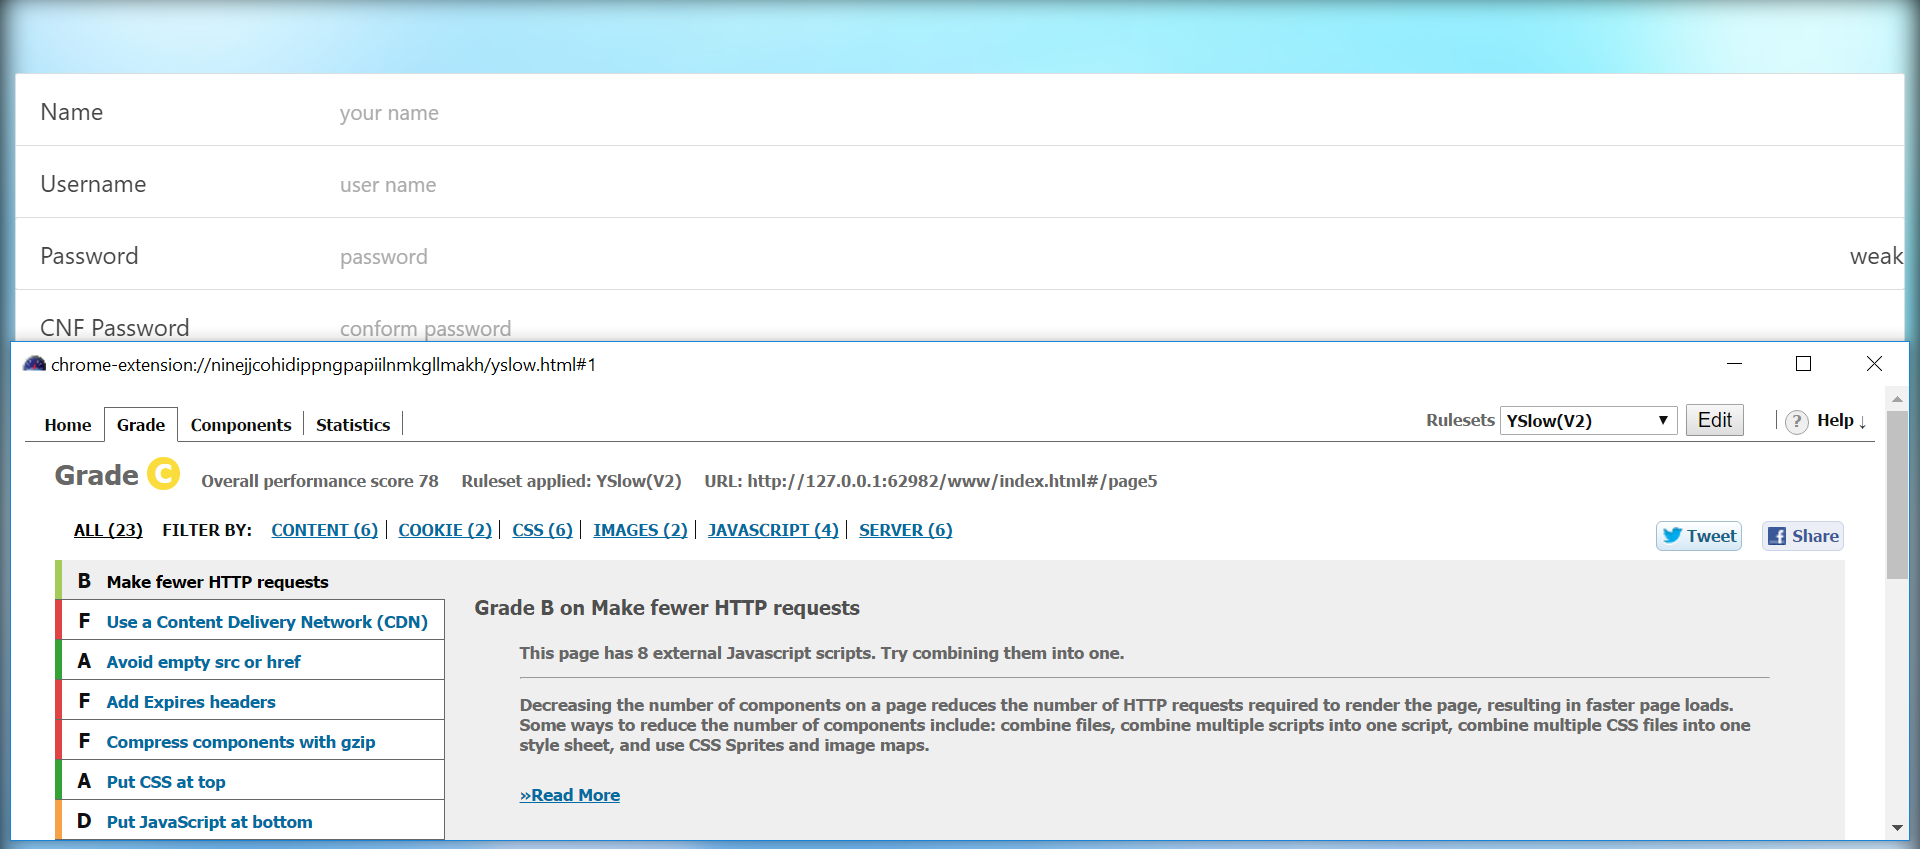 Name your name
Username user name
Password password weak
CNF Password conform password
chrome-extension://ninejjcohidippngpapiilnmkgllmakh/yslow.html#1
Home Grade Components Statistics Rulesets YSlow(V2) ▼ Edit ? Help ↓
Grade C Overall performance score 78 Ruleset applied: YSlow(V2) URL: http://127.0.0.1:62982/www/index.html#/page5
ALL (23) FILTER BY: CONTENT (6) COOKIE (2) CSS (6) IMAGES (2) JAVASCRIPT (4) SERVER (6)
Tweet f Share
B Make fewer HTTP requests
F Use a Content Delivery Network (CDN)
A Avoid empty src or href
F Add Expires headers
F Compress components with gzip
A Put CSS at top
D Put JavaScript at bottom
Grade B on Make fewer HTTP requests
This page has 8 external Javascript scripts. Try combining them into one.
Decreasing the number of components on a page reduces the number of HTTP requests required to render the page, resulting in faster page loads.
Some ways to reduce the number of components include: combine files, combine multiple scripts into one script, combine multiple CSS files into one
style sheet, and use CSS Sprites and image maps.
»Read More